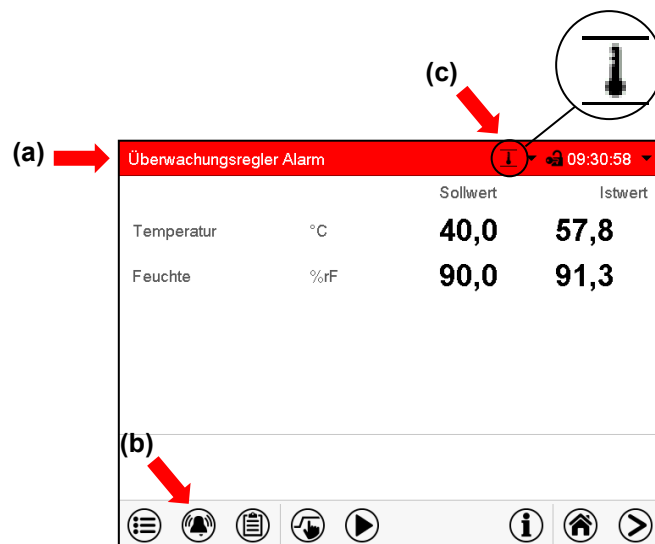 (c)
(a)
Überwachungsregler Alarm 09:30:58
Sollwert Istwert
Temperatur °C 40,0 57,8
Feuchte %rF 90,0 91,3
(b)